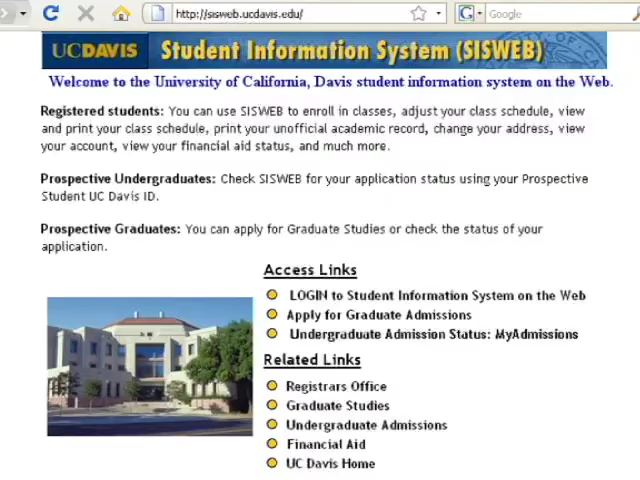 http://sisweb.ucdavis.edu/
Google
UCDAVIS Student Information System (SISWEB)
Welcome to the University of California, Davis student information system on the Web.
Registered students: You can use SISWEB to enroll in classes, adjust your class schedule, view
and print your class schedule, print your unofficial academic record, change your address, view
your account, view your financial aid status, and much more.
Prospective Undergraduates: Check SISWEB for your application status using your Prospective
Student UC Davis ID.
Prospective Graduates: You can apply for Graduate Studies or check the status of your
application.
Access Links
LOGIN to Student Information System on the Web
Apply for Graduate Admissions
Undergraduate Admission Status: MyAdmissions
Related Links
Registrars Office
Graduate Studies
Undergraduate Admissions
Financial Aid
UC Davis Home